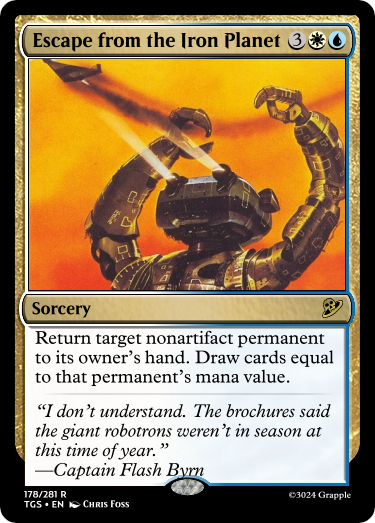 Escape from the Iron Planet 3
Sorcery
Return target nonartifact permanent
to its owner's hand. Draw cards equal
to that permanent's mana value.
“I don't understand. The brochures said
the giant robotrons weren't in season at
this time of year.”
—Captain Flash Byrn
178/281 R
TGS • EN Chris Foss
©3024 Grapple